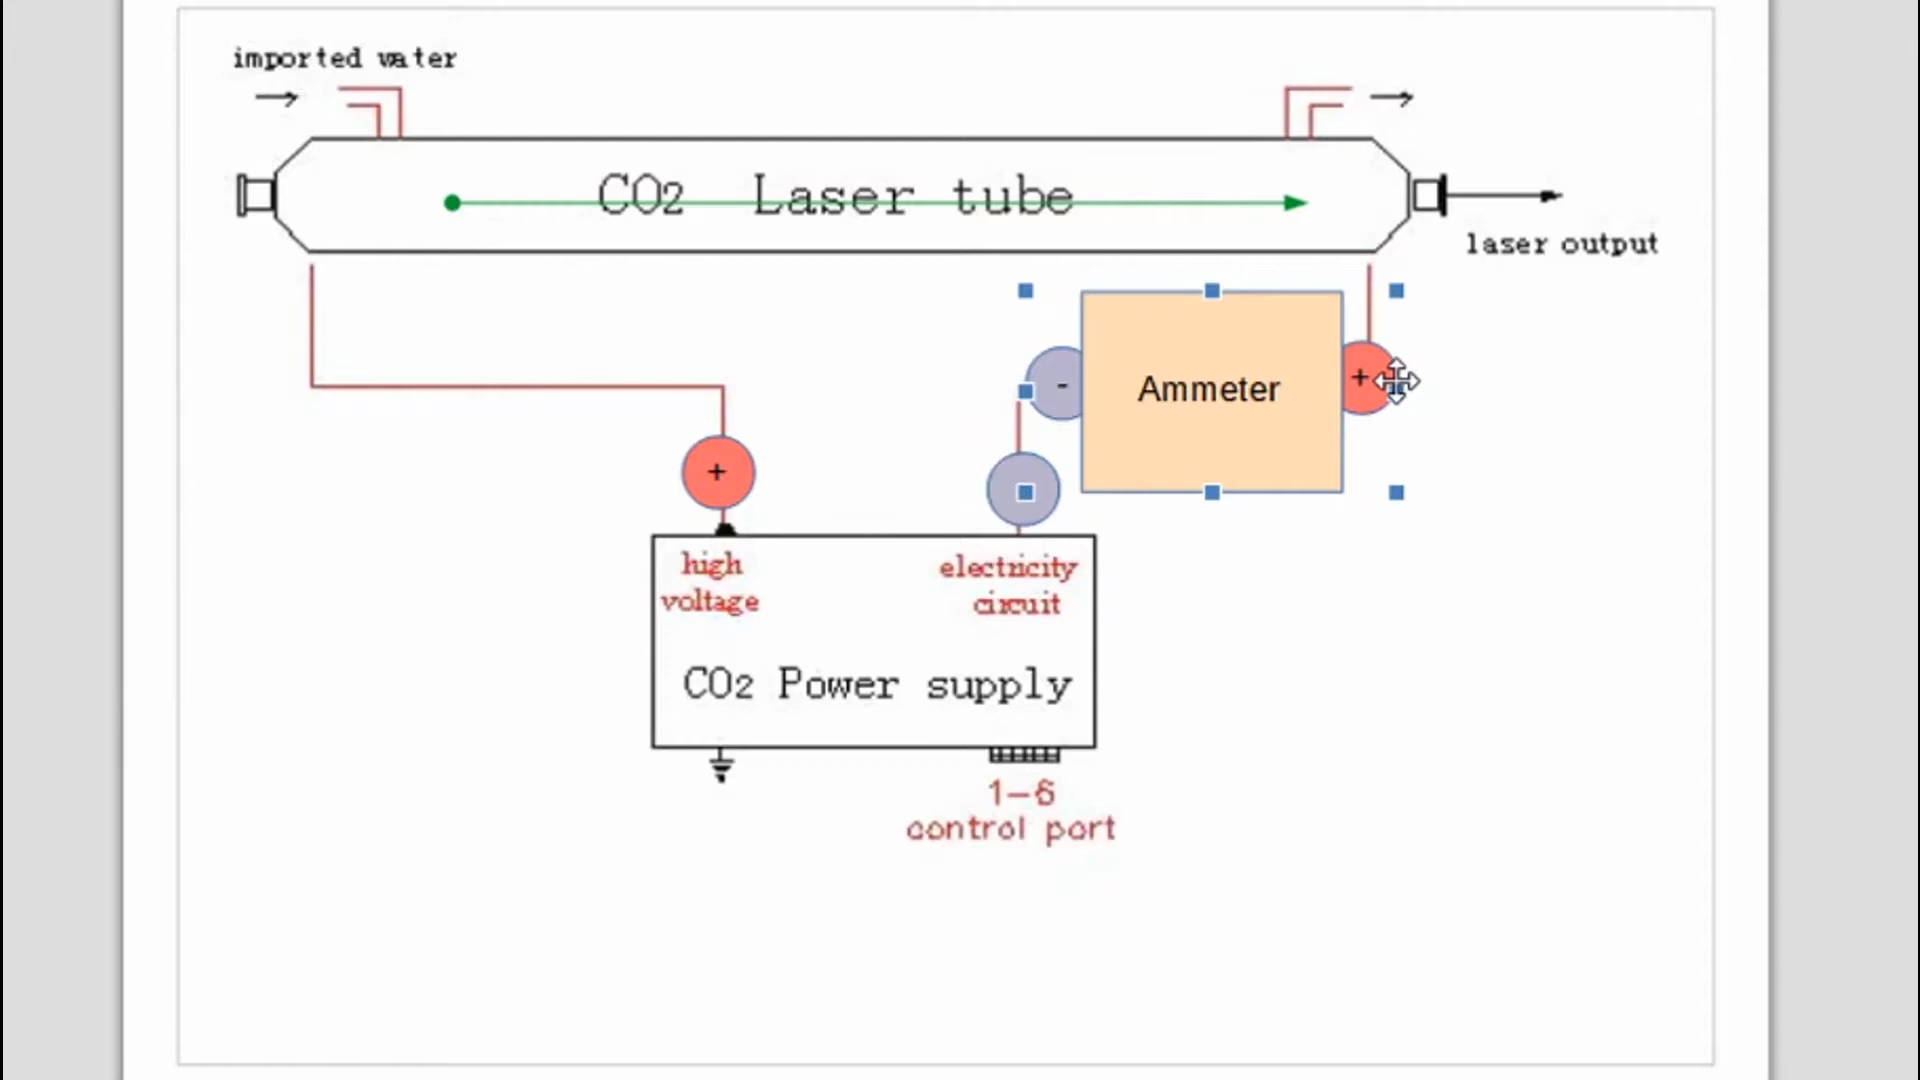 imported water
CO2 Laser tube
laser output
- Ammeter +
+
high
voltage
electricity
circuit
CO2 Power supply
1-6
control port